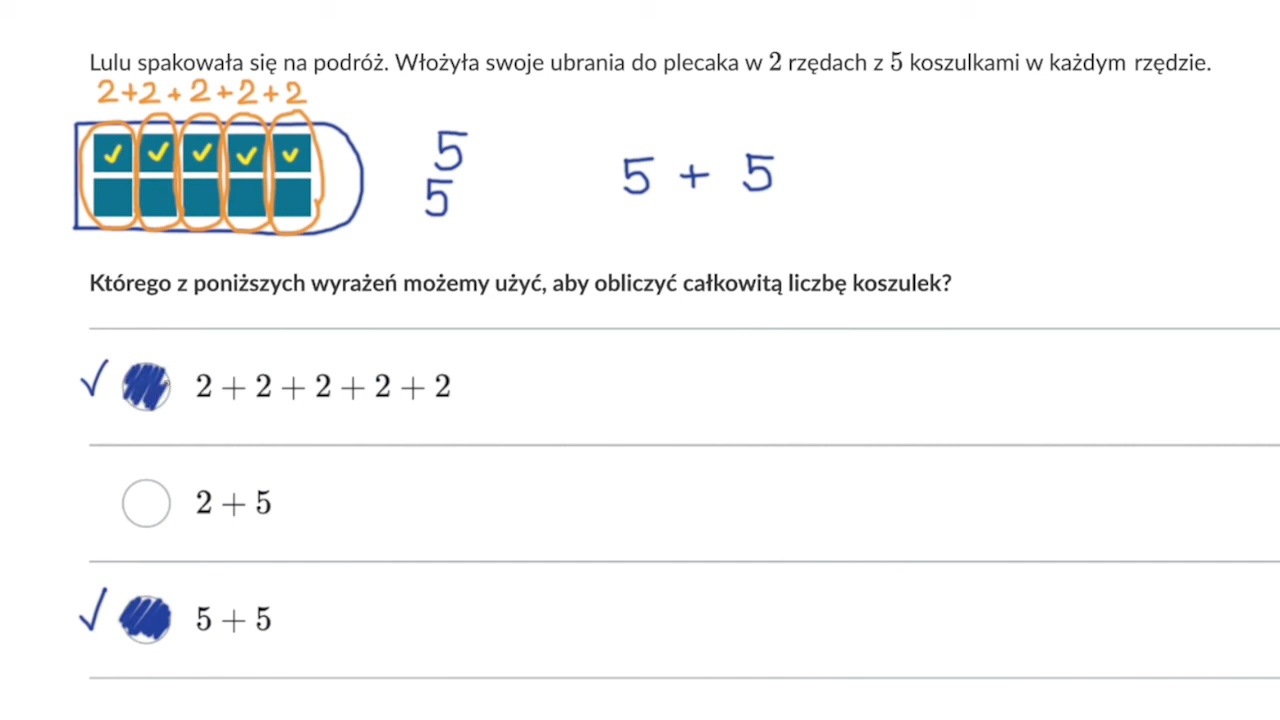 Lulu spakowała się na podróż. Włożyła swoje ubrania do plecaka w 2 rzędach z 5 koszulkami w każdym rzędzie.
2+2+2+2+2
5
5
5 + 5
Którego z poniższych wyrażeń możemy użyć, aby obliczyć całkowitą liczbę koszulek?
2 + 2 + 2 + 2 + 2
2 + 5
5 + 5